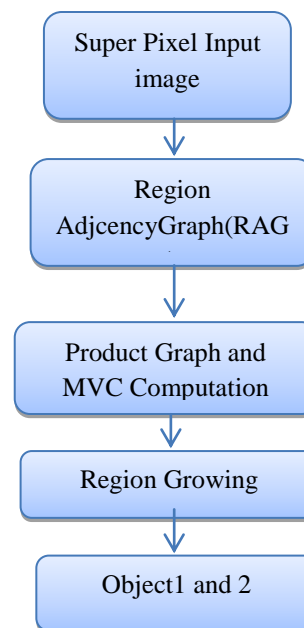 Super Pixel Input
image
Region
AdjcencyGraph(RAG
.
Product Graph and
MVC Computation
Region Growing
Object1 and 2